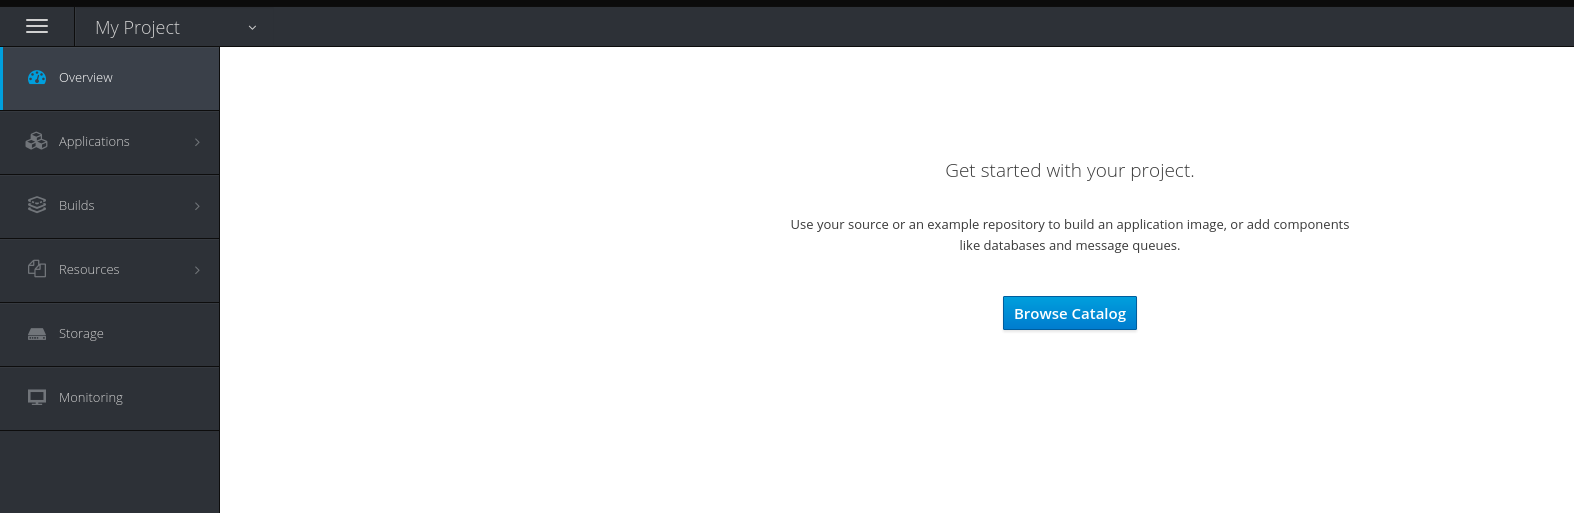 My Project
Overview
Applications
Builds
Resources
Storage
Monitoring
Get started with your project.
Use your source or an example repository to build an application image, or add components
like databases and message queues.
Browse Catalog